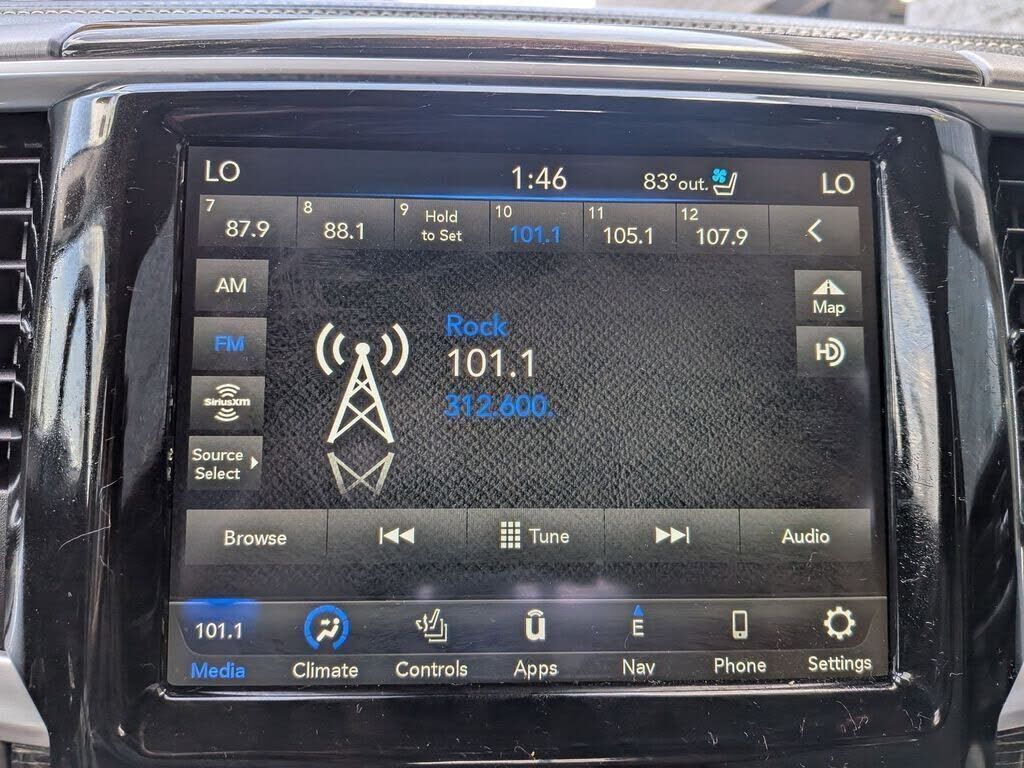 LO 1:46 83°out. LO
7 87.9 8 88.1 9 Hold to Set 10 101.1 11 105.1 12 107.9
AM
Map
FM
HD
SiriusXM
Source
Select
Rock
101.1
312.600.
Browse Tune Audio
101.1 E
Media Climate Controls Apps Nav Phone Settings